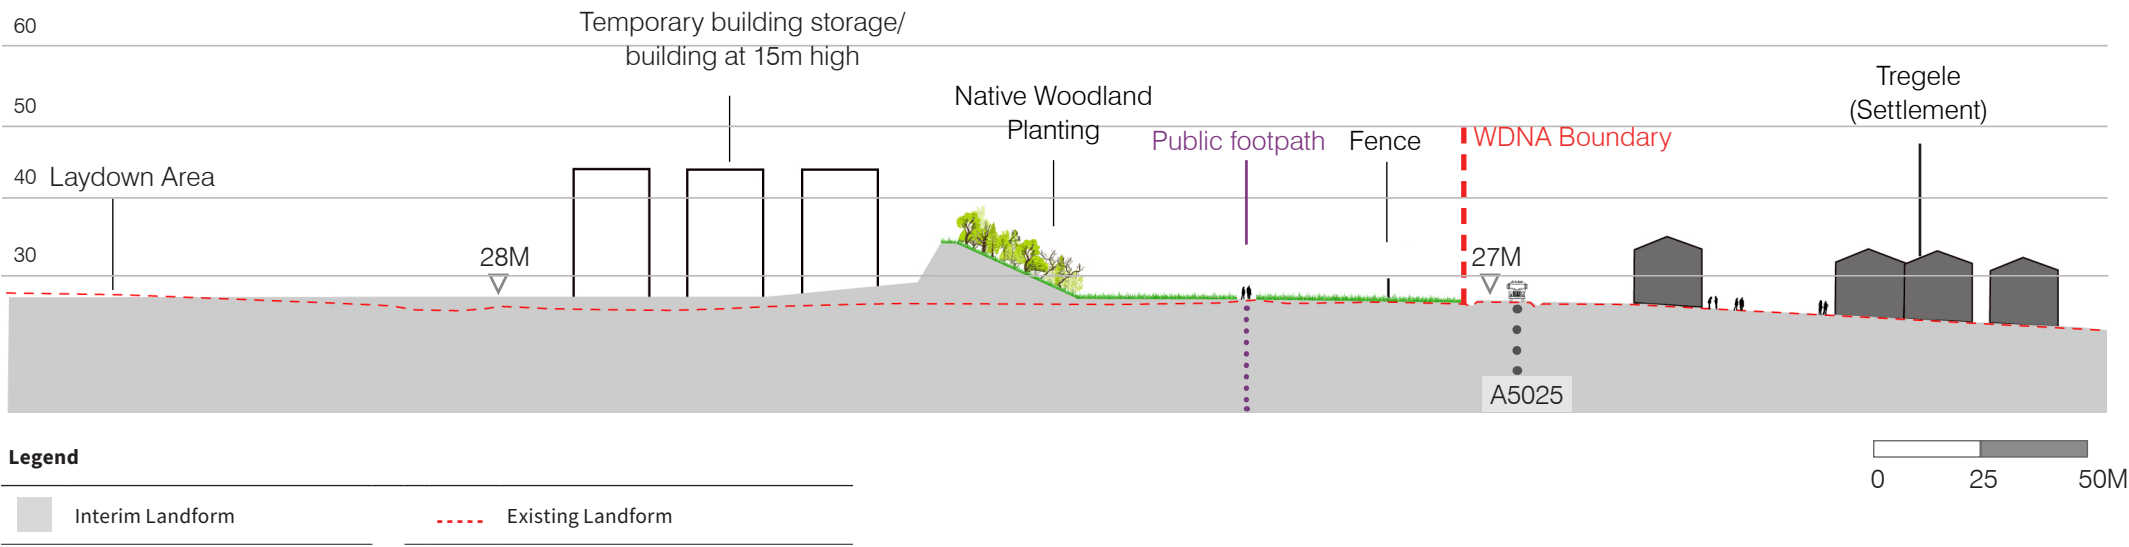 60
Temporary building storage/
building at 15m high
50
Native Woodland
Planting
Public footpath
Fence
WDNA Boundary
Tregele
(Settlement)
40
Laydown Area
30
28M
27M
A5025
0 25 50M
Legend
Interim Landform
Existing Landform